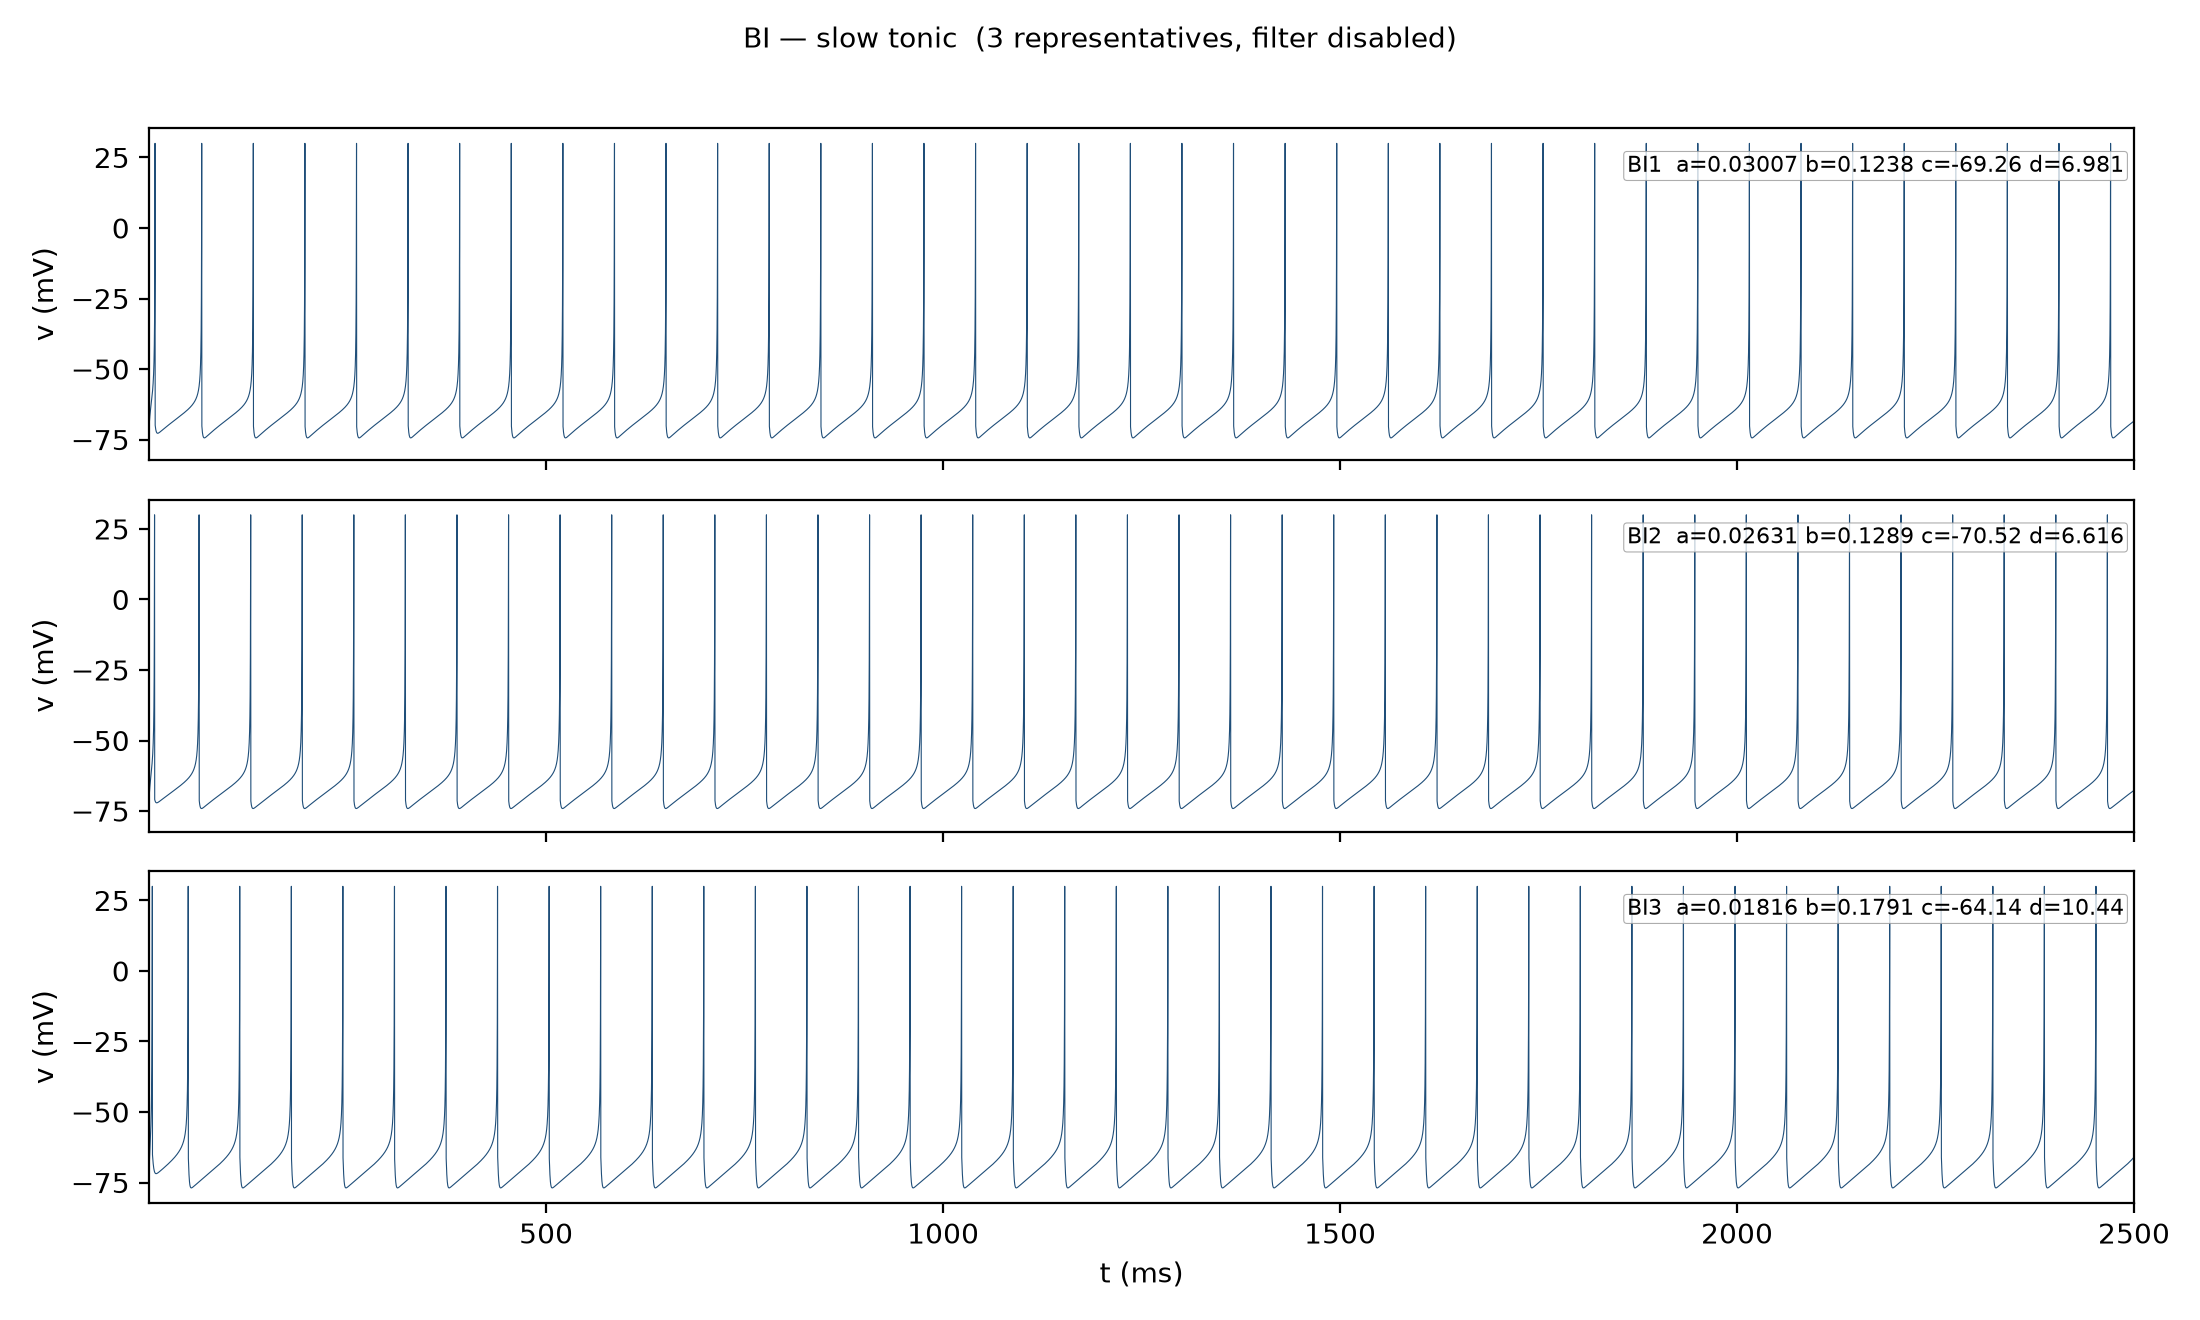 BI — slow tonic  (3 representatives, filter disabled)
25
0
−25
−50
−75
v (mV)
BI1  a=0.03007 b=0.1238 c=-69.26 d=6.981
25
0
−25
−50
−75
v (mV)
BI2  a=0.02631 b=0.1289 c=-70.52 d=6.616
25
0
−25
−50
−75
v (mV)
BI3  a=0.01816 b=0.1791 c=-64.14 d=10.44
500 1000 1500 2000 2500
t (ms)